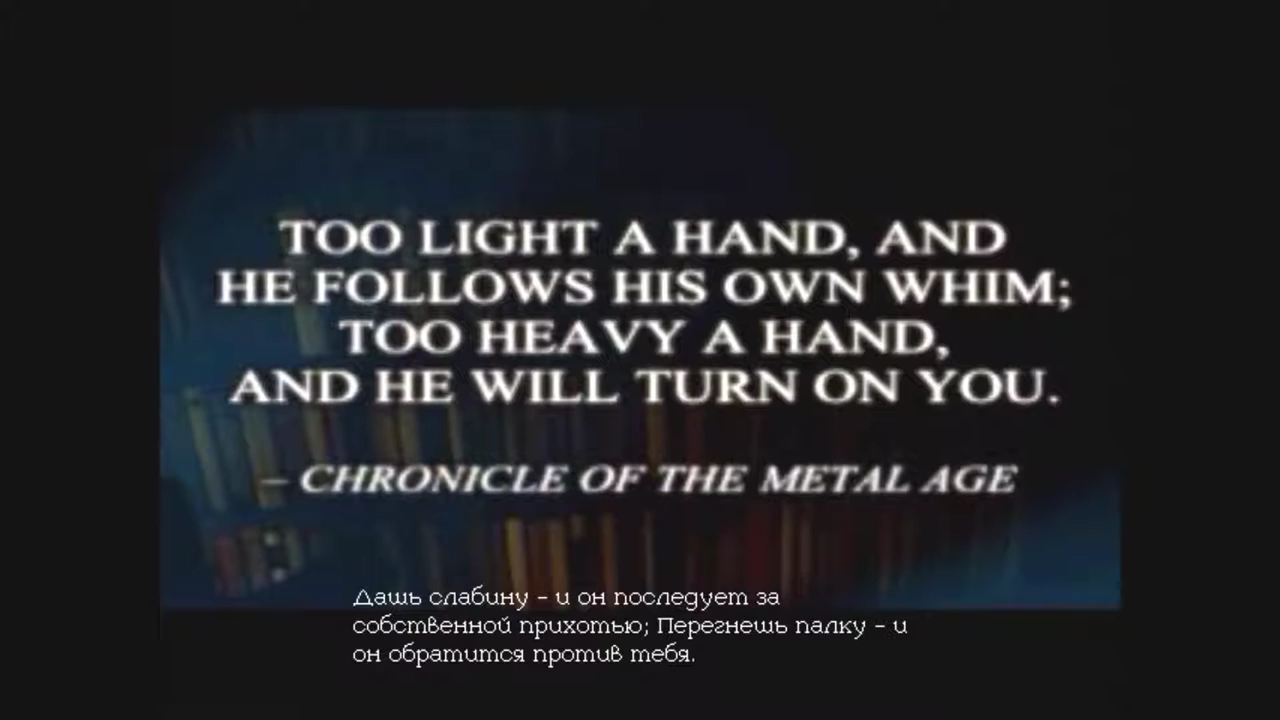 TOO LIGHT A HAND, AND
HE FOLLOWS HIS OWN WHIM;
TOO HEAVY A HAND,
AND HE WILL TURN ON YOU.
– CHRONICLE OF THE METAL AGE
Дашь слабину – и он последует за
собственной прихотью; Перегнешь палку – и
он обратится против тебя.